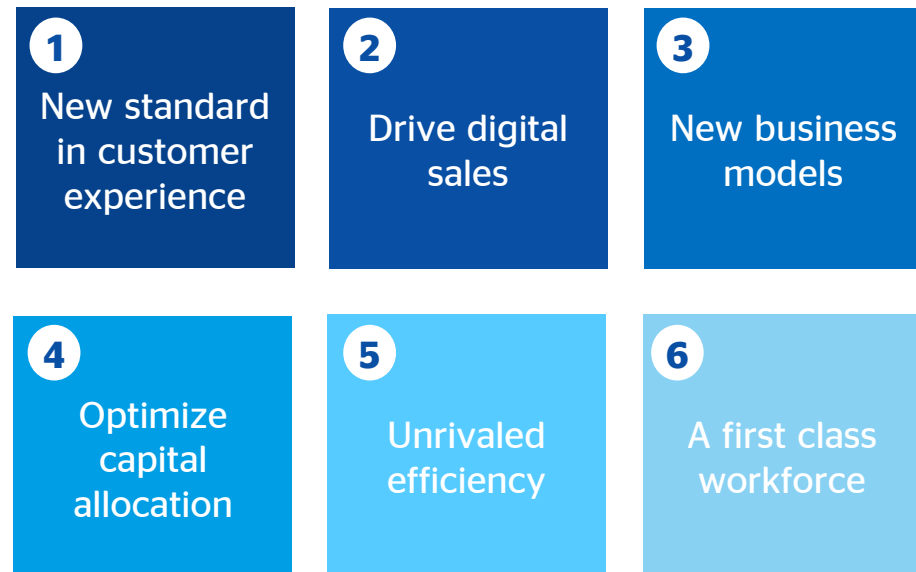 1
New standard
in customer
experience
2
Drive digital
sales
3
New business
models
4
Optimize
capital
allocation
5
Unrivaled
efficiency
6
A first class
workforce